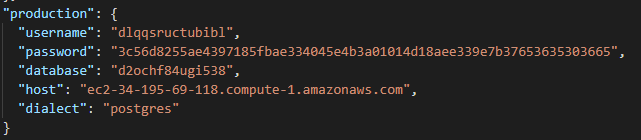 "production": {
"username": "dlqqsructubibl",
"password": "3c56d8255ae4397185fbae334045e4b3a01014d18aee339e7b37653635303665",
"database": "d2ochf84ugi538",
"host": "ec2-34-195-69-118.compute-1.amazonaws.com",
"dialect": "postgres"
}